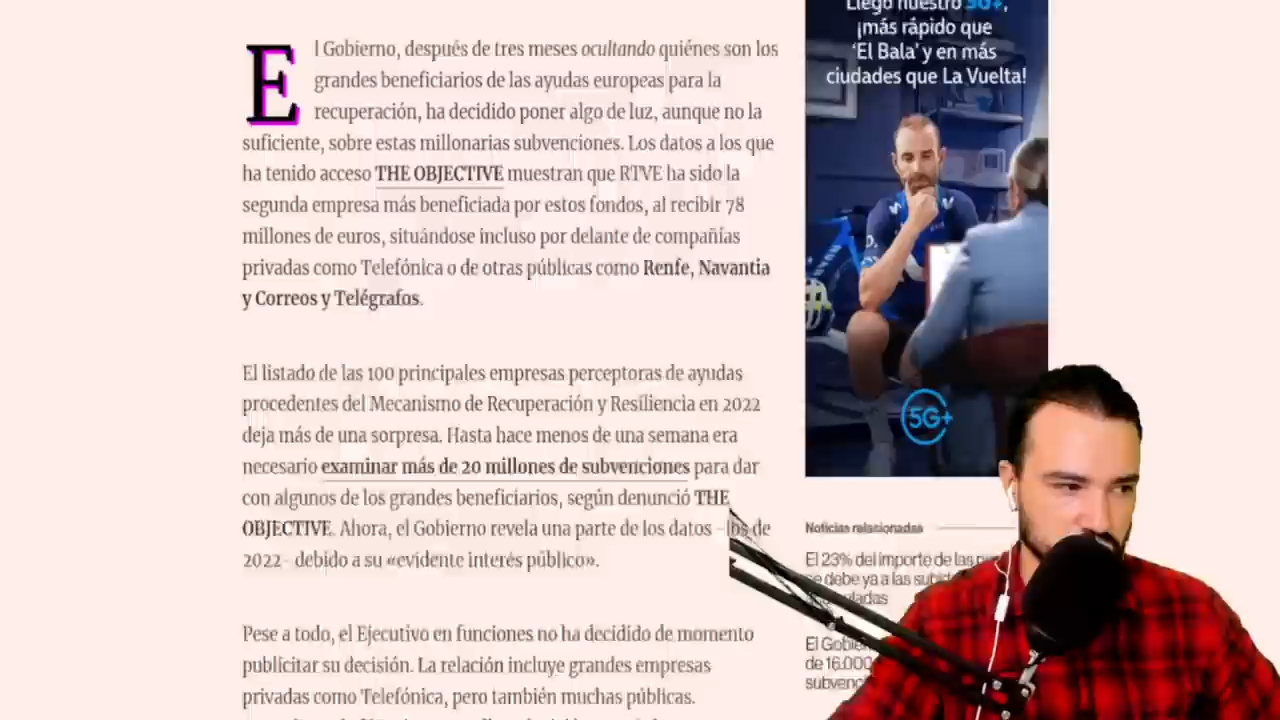 El Gobierno, después de tres meses ocultando quiénes son los
grandes beneficiarios de las ayudas europeas para la
recuperación, ha decidido poner algo de luz, aunque no la
suficiente, sobre estas millonarias subvenciones. Los datos a los que
ha tenido acceso THE OBJECTIVE muestran que RTVE ha sido la
segunda empresa más beneficiada por estos fondos, al recibir 78
millones de euros, situándose incluso por delante de compañías
privadas como Telefónica o de otras públicas como Renfe, Navantia
y Correos y Telégrafos.
El listado de las 100 principales empresas perceptoras de ayudas
procedentes del Mecanismo de Recuperación y Resiliencia en 2022
deja más de una sorpresa. Hasta hace menos de una semana era
necesario examinar más de 20 millones de subvenciones para dar
con algunos de los grandes beneficiarios, según denunció THE
OBJECTIVE. Ahora, el Gobierno revela una parte de los datos -los de
2022- debido a su «evidente interés público».
Pese a todo, el Ejecutivo en funciones no ha decidido de momento
publicitar su decisión. La relación incluye grandes empresas
privadas como Telefónica, pero también muchas públicas.
Llegó nuestro 5G+,
¡más rápido que
'El Bala' y en más
ciudades que La Vuelta!
5G+
Noticias relacionadas
El 23% del importe de las
se debe ya a las
El
de 16.000